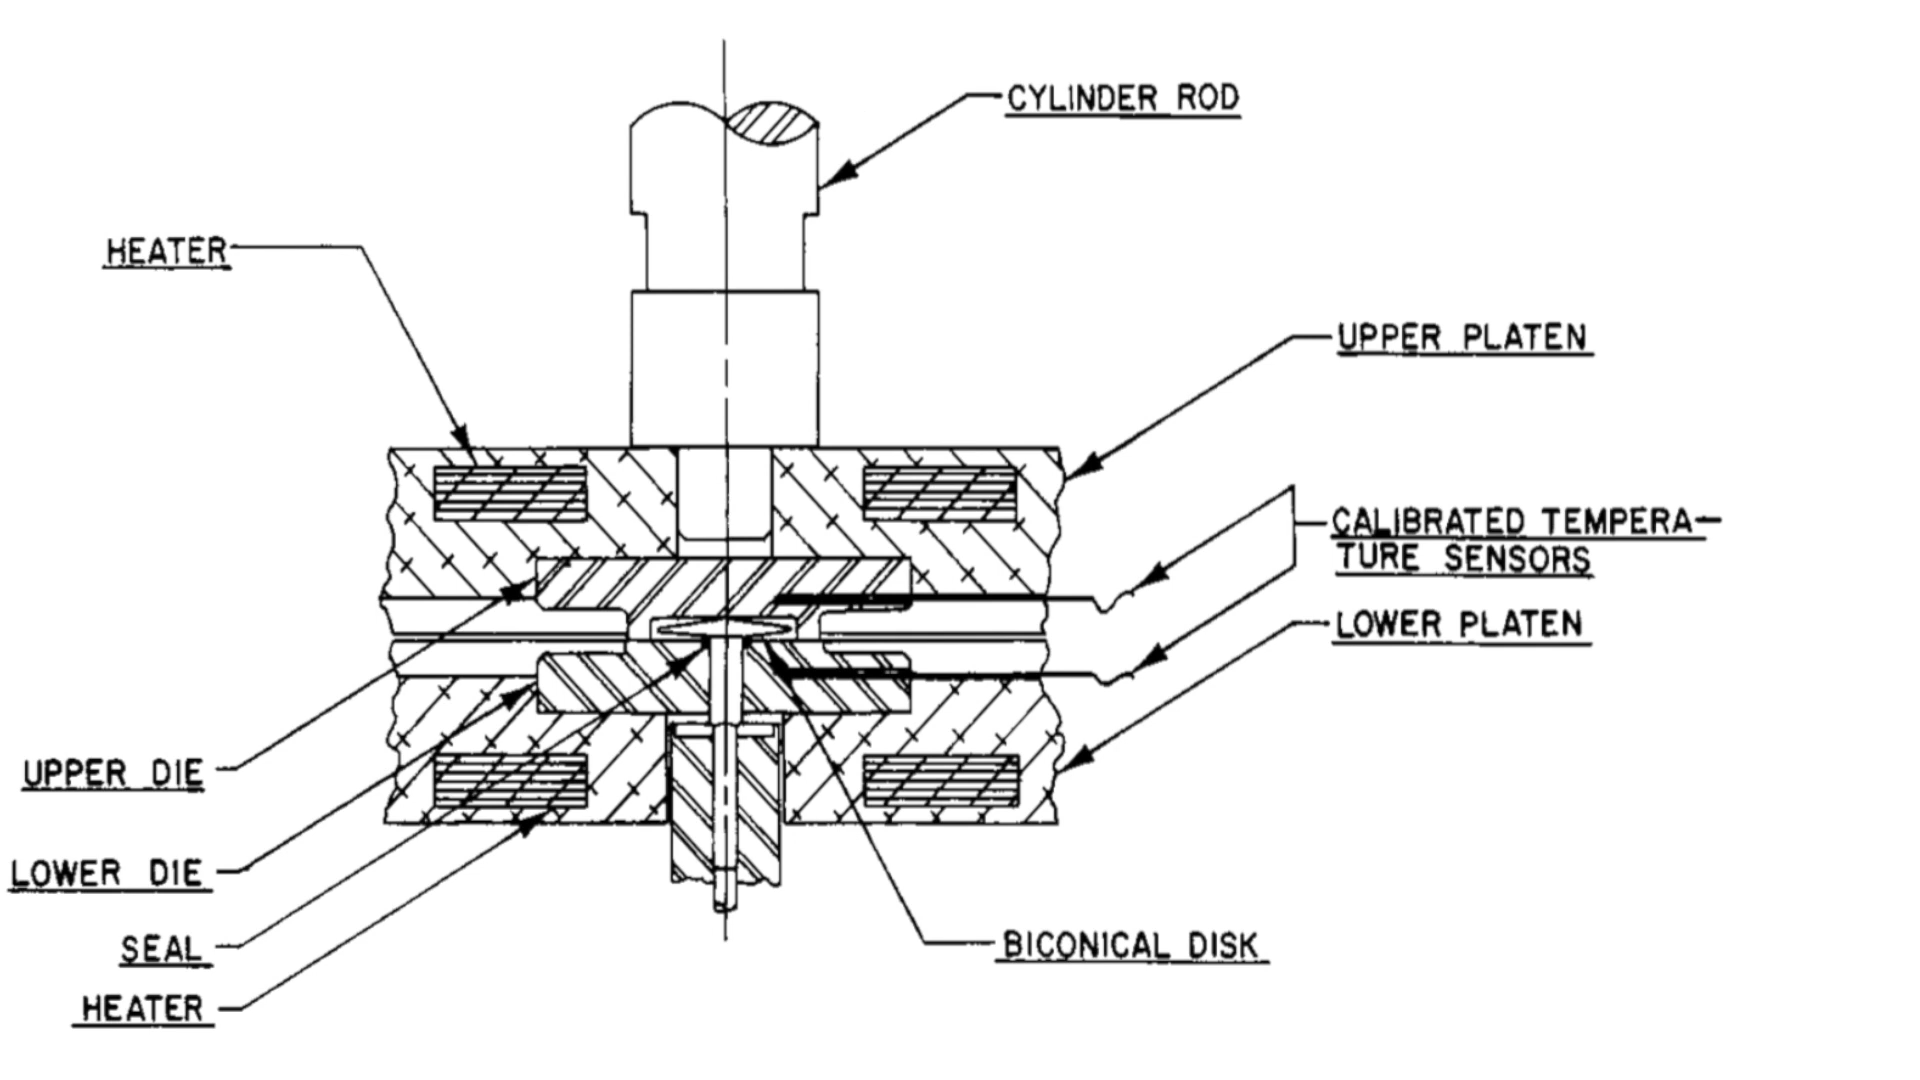 CYLINDER ROD
HEATER
UPPER PLATEN
CALIBRATED TEMPERA-
TURE SENSORS
LOWER PLATEN
UPPER DIE
LOWER DIE
SEAL
BICONICAL DISK
HEATER